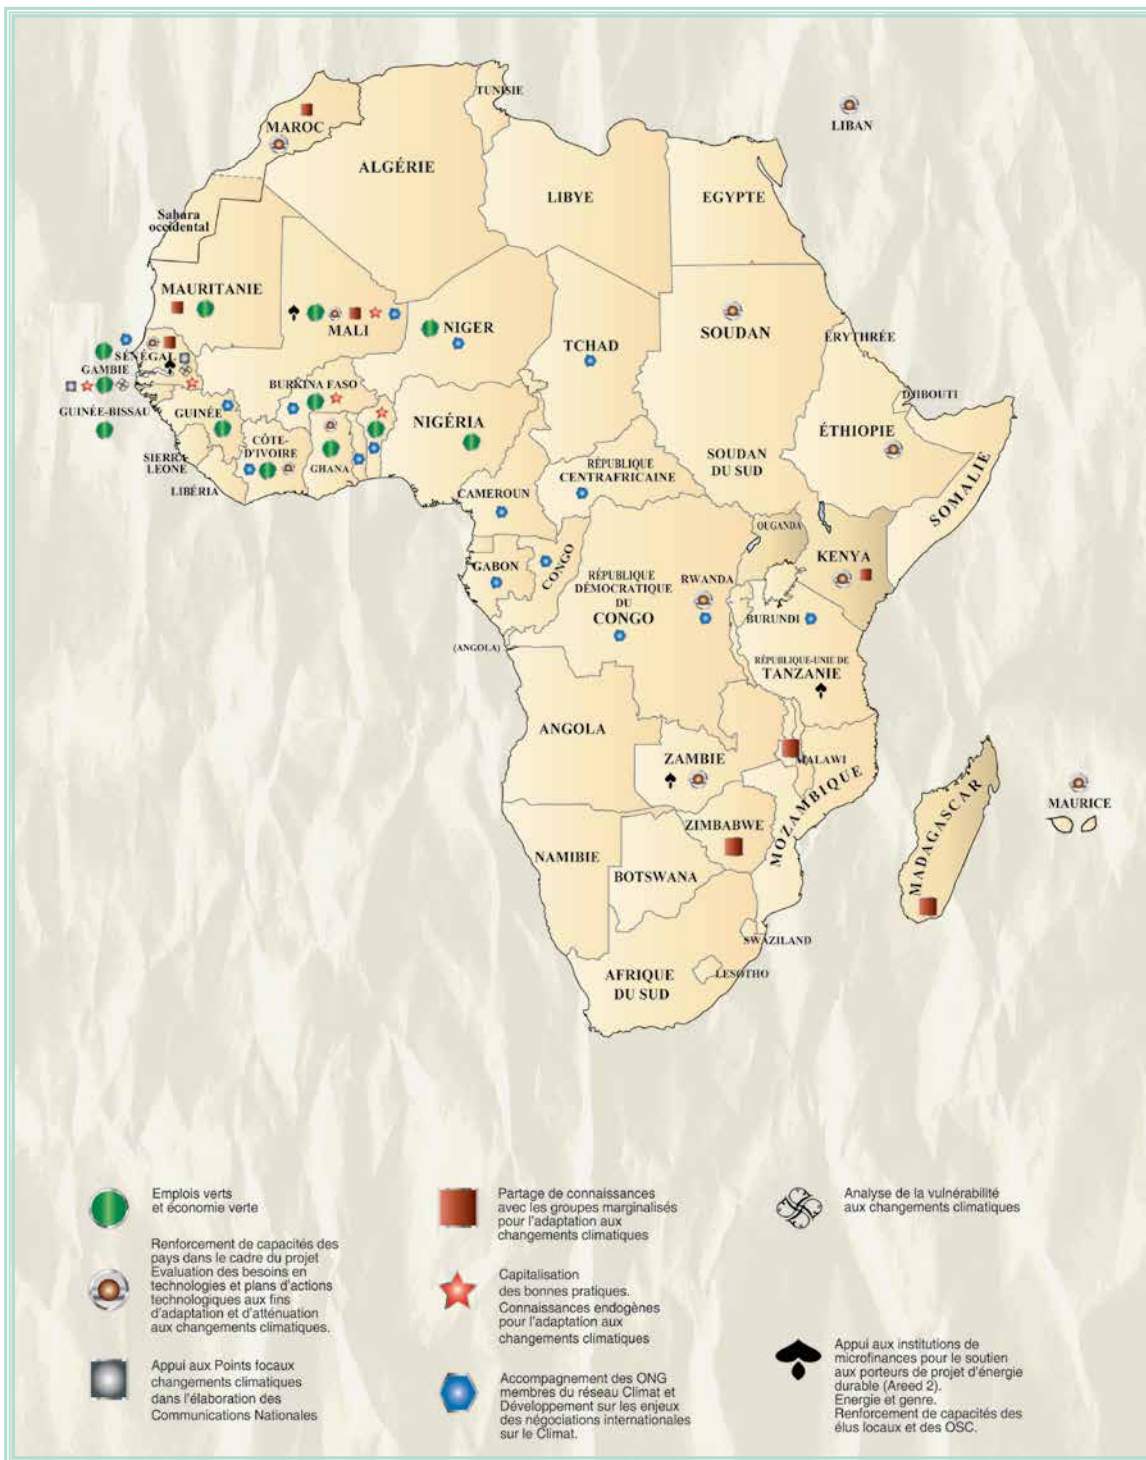 TUNISIE
LIBAN
MAROC
ALGÉRIE
LIBYE
EGYPTE
Sahara
occidental
MAURITANIE
MALI
NIGER
TCHAD
SOUDAN
ÉRYTHRÉE
SÉNÉGAL
GAMBIE
BURKINA FASO
DJIBOUTI
GUINÉE-BISSAU
GUINÉE
NIGÉRIA
ÉTHIOPIE
CÔTE-
D'IVOIRE
GHANA
SIERRA
LEONE
LIBÉRIA
SOUDAN
DU SUD
RÉPUBLIQUE
CENTRAFRICAINE
SOMALIE
CAMEROUN
OUGANDA
KENYA
GABON
CONGO
RÉPUBLIQUE
DÉMOCRATIQUE
DU
CONGO
RWANDA
BURUNDI
(ANGOLA)
RÉPUBLIQUE-UNIE DE
TANZANIE
ANGOLA
ZAMBIE
MALAWI
MOZAMBIQUE
MADAGASCAR
MAURICE
ZIMBABWE
NAMIBIE
BOTSWANA
SWAZILAND
LESOTHO
AFRIQUE
DU SUD
Emplois verts
et économie verte
Renforcement de capacités des
pays dans le cadre du projet
Evaluation des besoins en
technologies et plans d'actions
technologiques aux fins
d'adaptation et d'atténuation
aux changements climatiques.
Appui aux Points focaux
changements climatiques
dans l'élaboration des
Communications Nationales
Partage de connaissances
avec les groupes marginalisés
pour l'adaptation aux
changements climatiques
Capitalisation
des bonnes pratiques.
Connaissances endogènes
pour l'adaptation aux
changements climatiques
Accompagnement des ONG
membres du réseau Climat et
Développement sur les enjeux
des négociations internationales
sur le Climat.
Analyse de la vulnérabilité
aux changements climatiques
Appui aux institutions de
microfinances pour le soutien
aux porteurs de projet d'énergie
durable (Areed 2).
Energie et genre.
Renforcement de capacités des
élus locaux et des OSC.